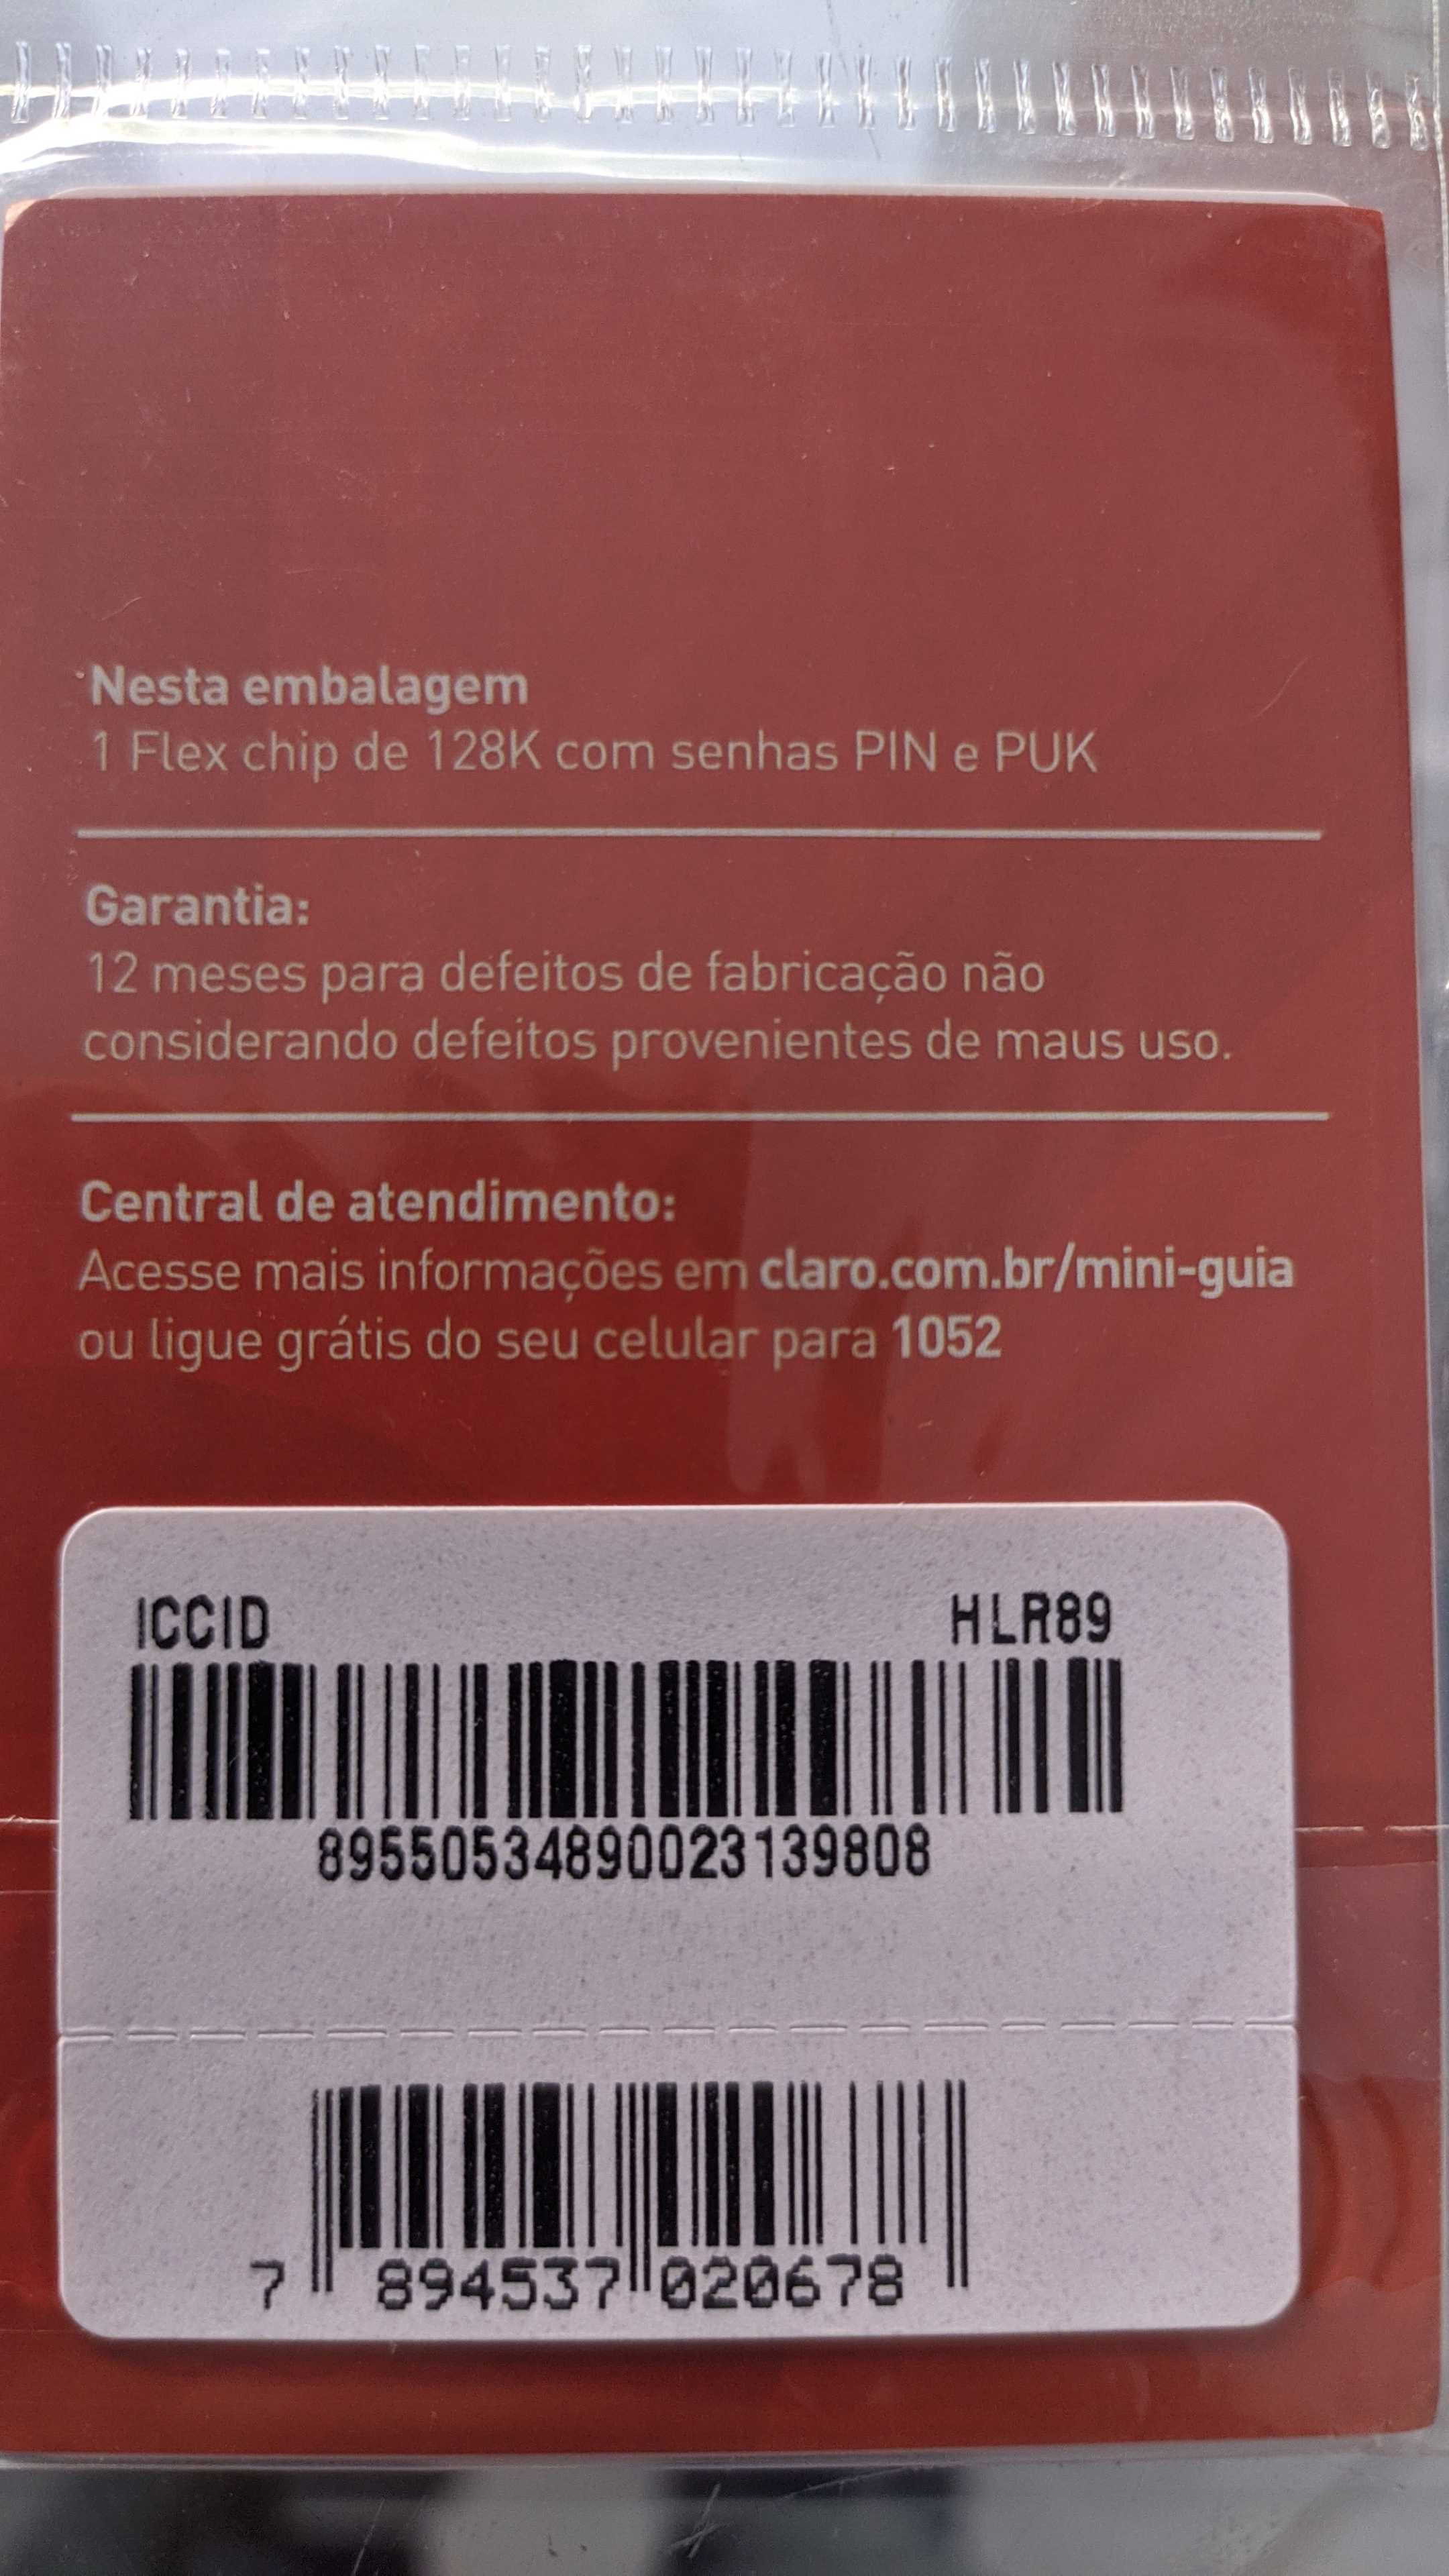 Nesta embalagem
1 Flex chip de 128K com senhas PIN e PUK
Garantia:
12 meses para defeitos de fabricação não
considerando defeitos provenientes de maus uso.
Central de atendimento:
Acesse mais informações em claro.com.br/mini-guia
ou ligue grátis do seu celular para 1052
ICCID HLR89
89550534890023139808
7 894537 020678